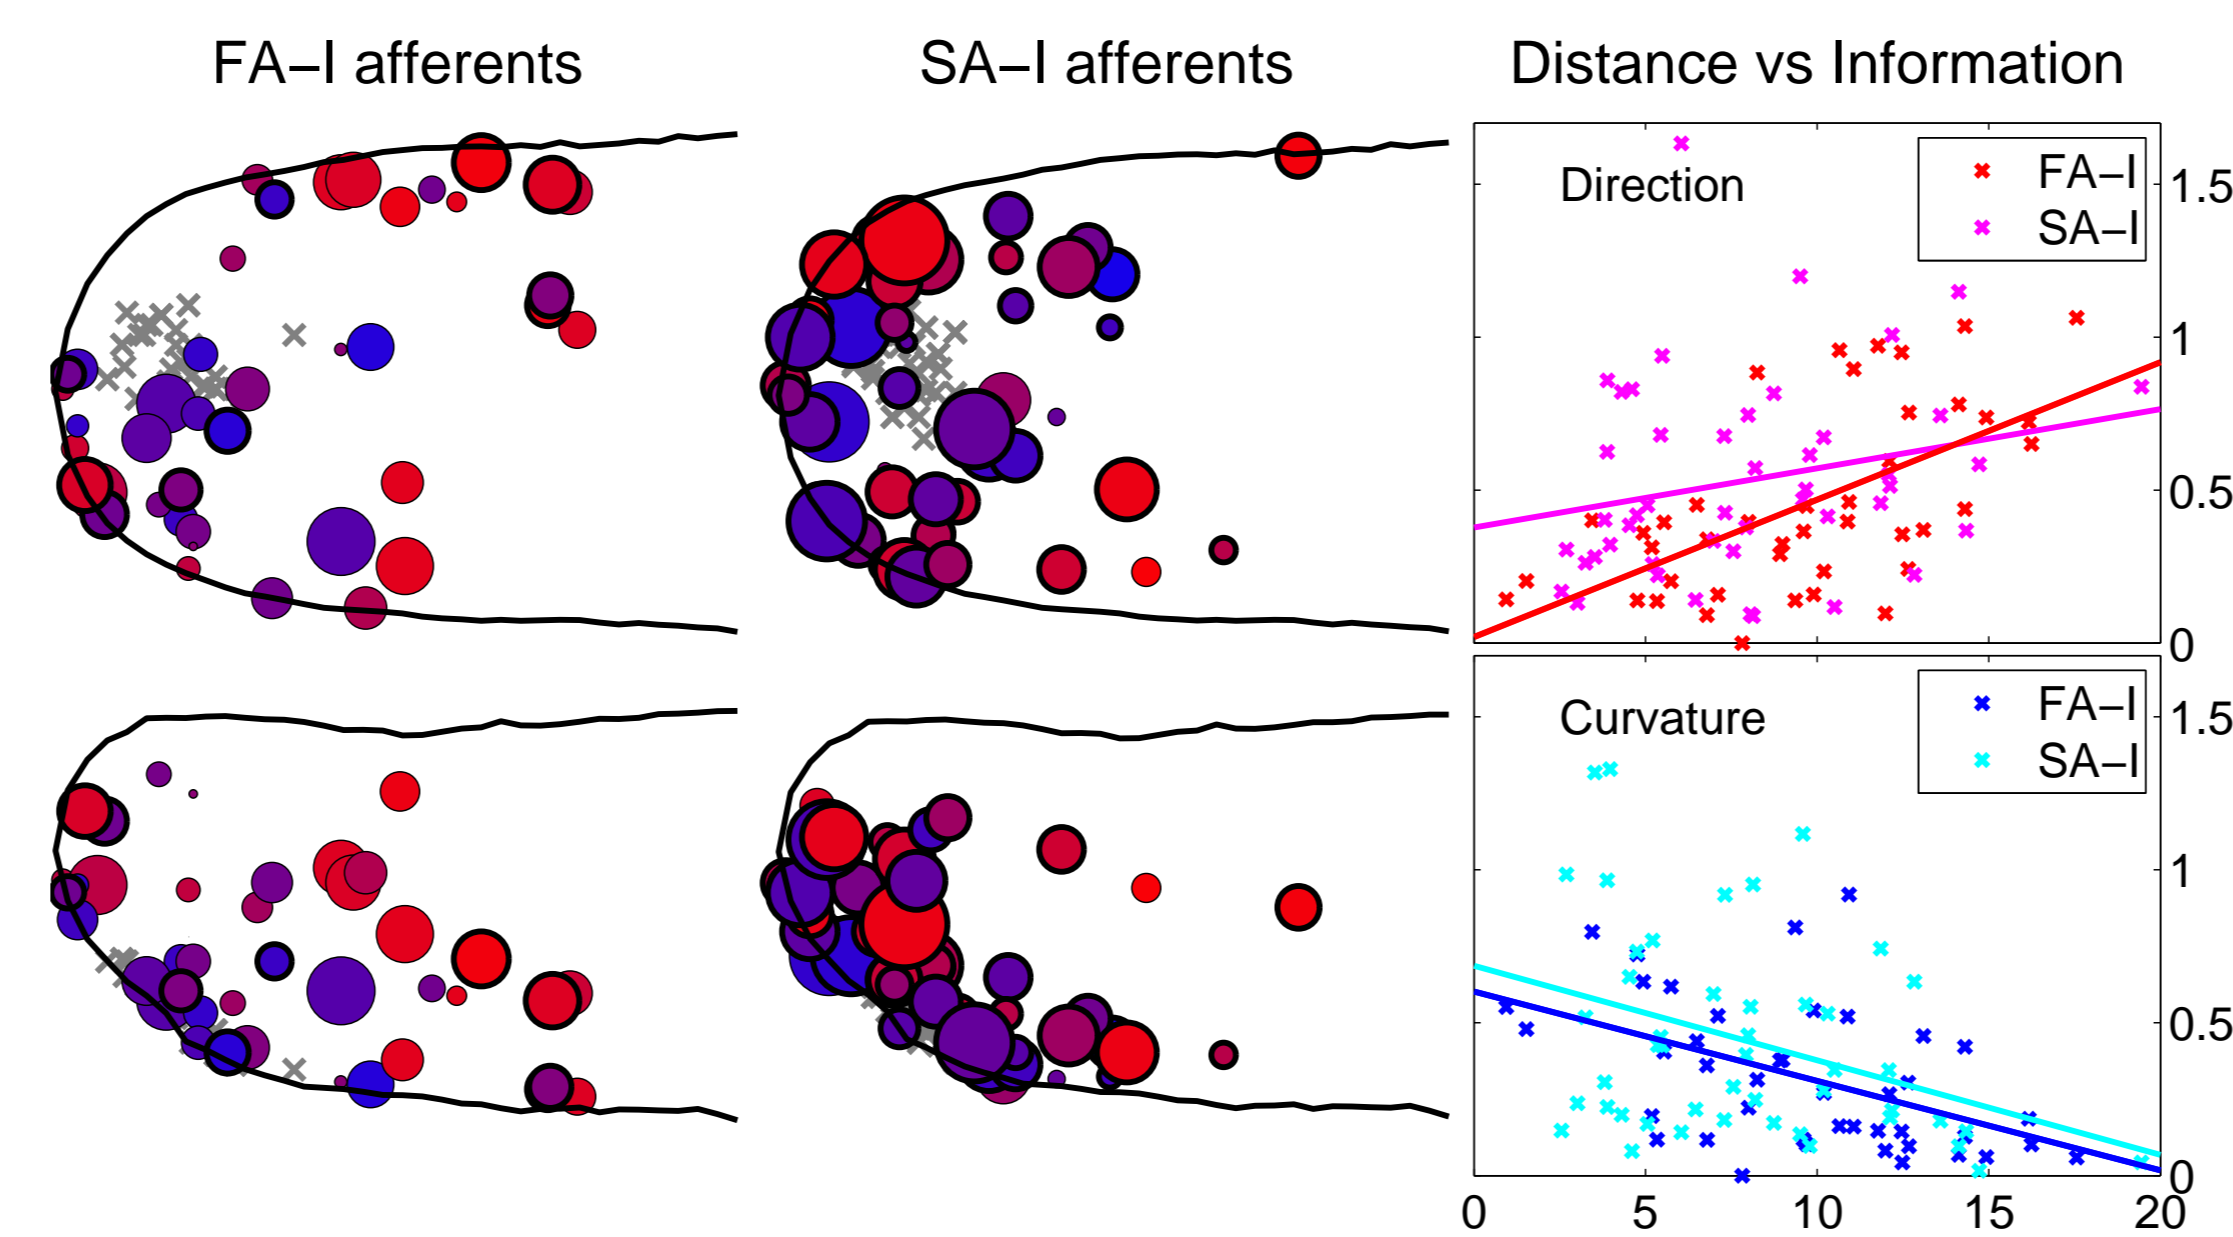 FA−I afferents
SA−I afferents
Distance vs Information
Direction
FA−I
SA−I
1.5
1
0.5
0
Curvature
FA−I
SA−I
1.5
1
0.5
0
0 5 10 15 20